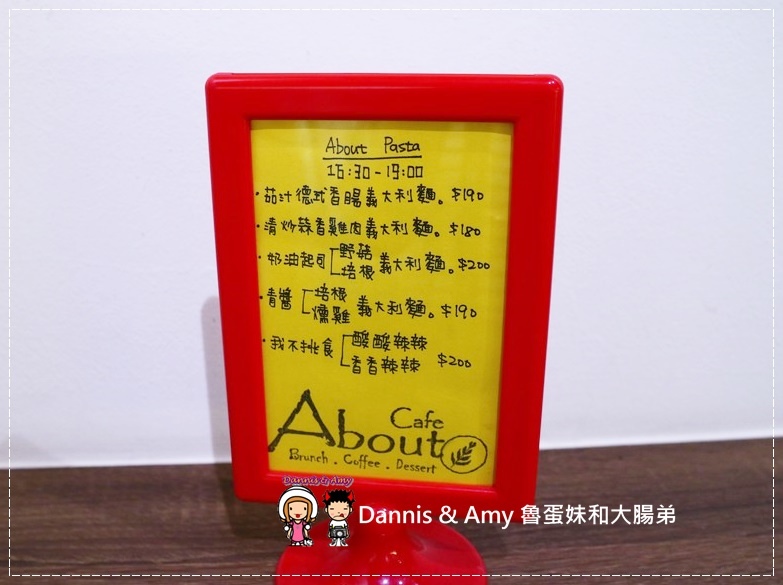 About Pasta
16:30-19:00
·茄汁德式香腸義大利麵。$190
·清炒蒜香雞肉義大利麵。$180
·奶油起司[野菇 培根 義大利麵。$200
·青醬[培根 燻雞 義大利麵。$190
·我不挑食[酸酸辣辣 香香辣辣 $200
Cafe
About
Brunch . Coffee . Dessert
Dannis & Amy
Dannis & Amy 魯蛋妹和大腸弟